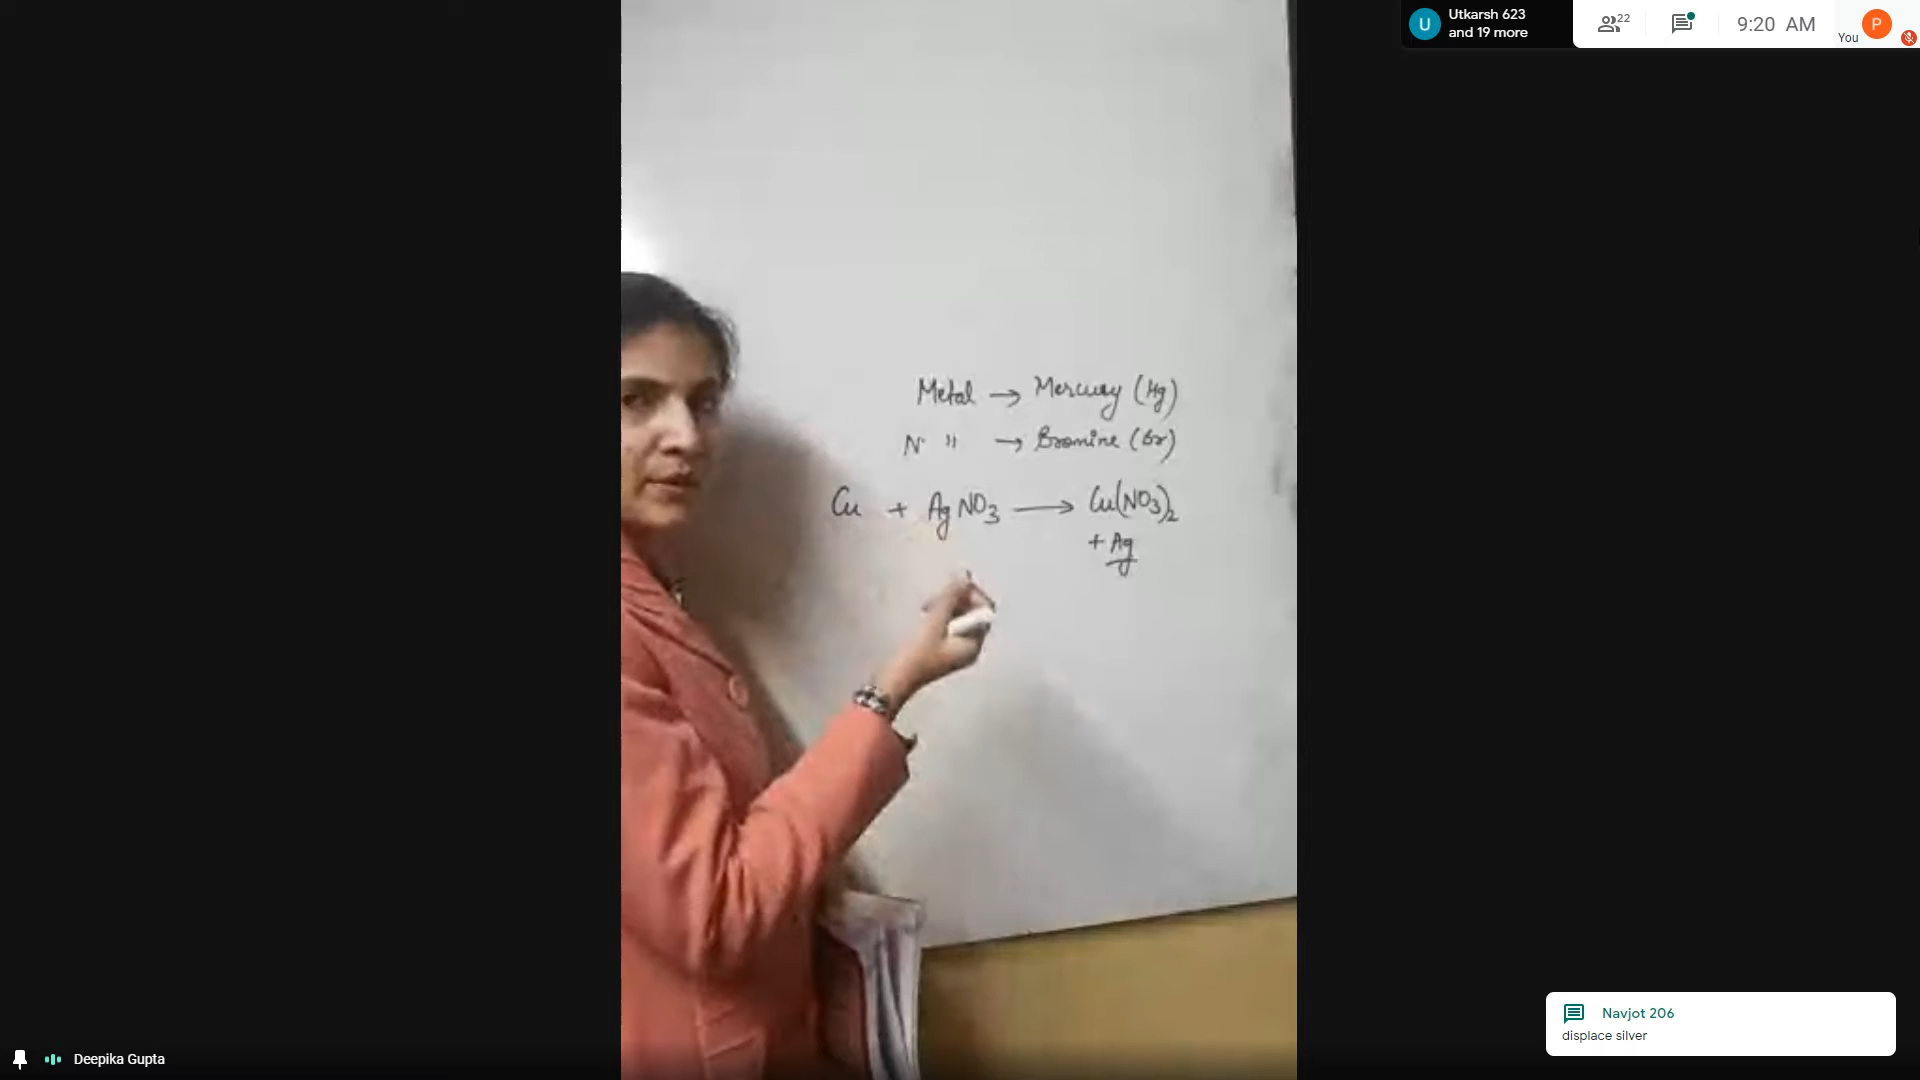 Utkarsh 623
and 19 more
22
9:20 AM
You
P
U
Metal → Mercury (Hg)
N. " → Bromine (Br)
Cu + AgNO3 → Cu(NO3)2
+ Ag
Navjot 206
displace silver
Deepika Gupta